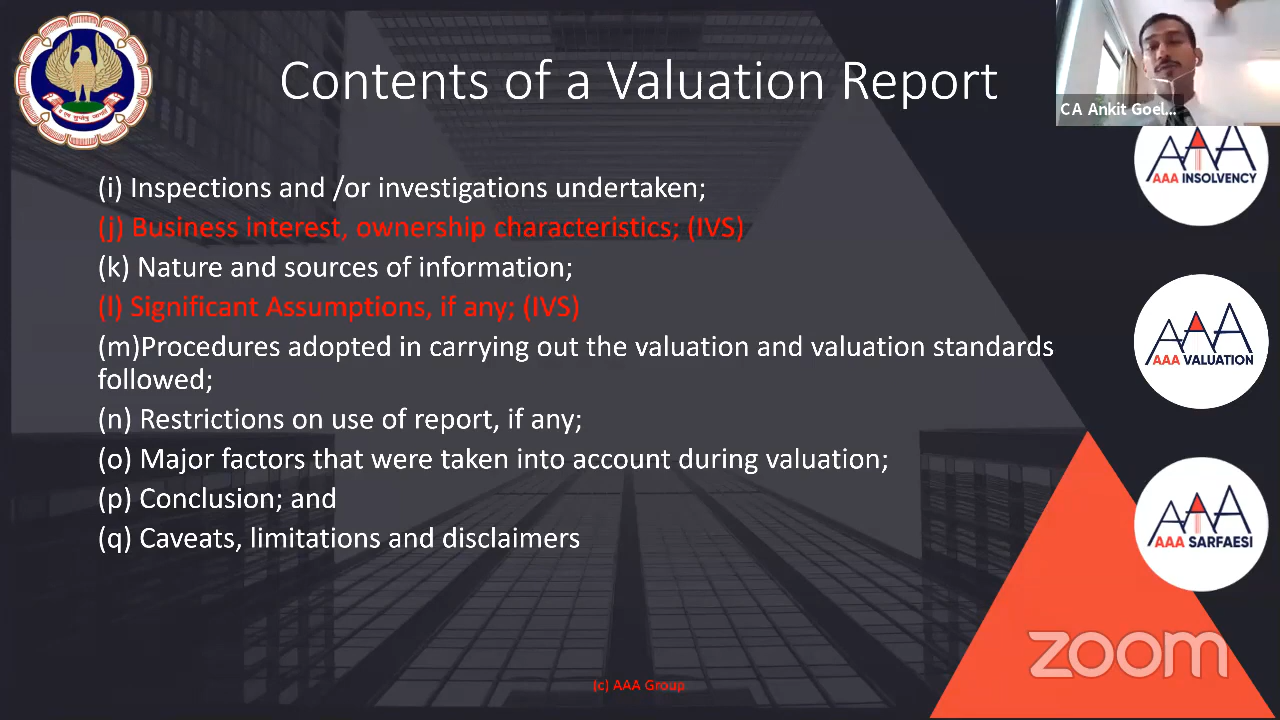 Contents of a Valuation Report
CA Ankit Goel...
(i) Inspections and /or investigations undertaken;
(j) Business interest, ownership characteristics; (IVS)
(k) Nature and sources of information;
(l) Significant Assumptions, if any; (IVS)
(m)Procedures adopted in carrying out the valuation and valuation standards
followed;
(n) Restrictions on use of report, if any;
(o) Major factors that were taken into account during valuation;
(p) Conclusion; and
(q) Caveats, limitations and disclaimers
AAA
AAA INSOLVENCY
AAA
AAA VALUATION
AAA
AAA SARFAESI
zoom
(c) AAA Group